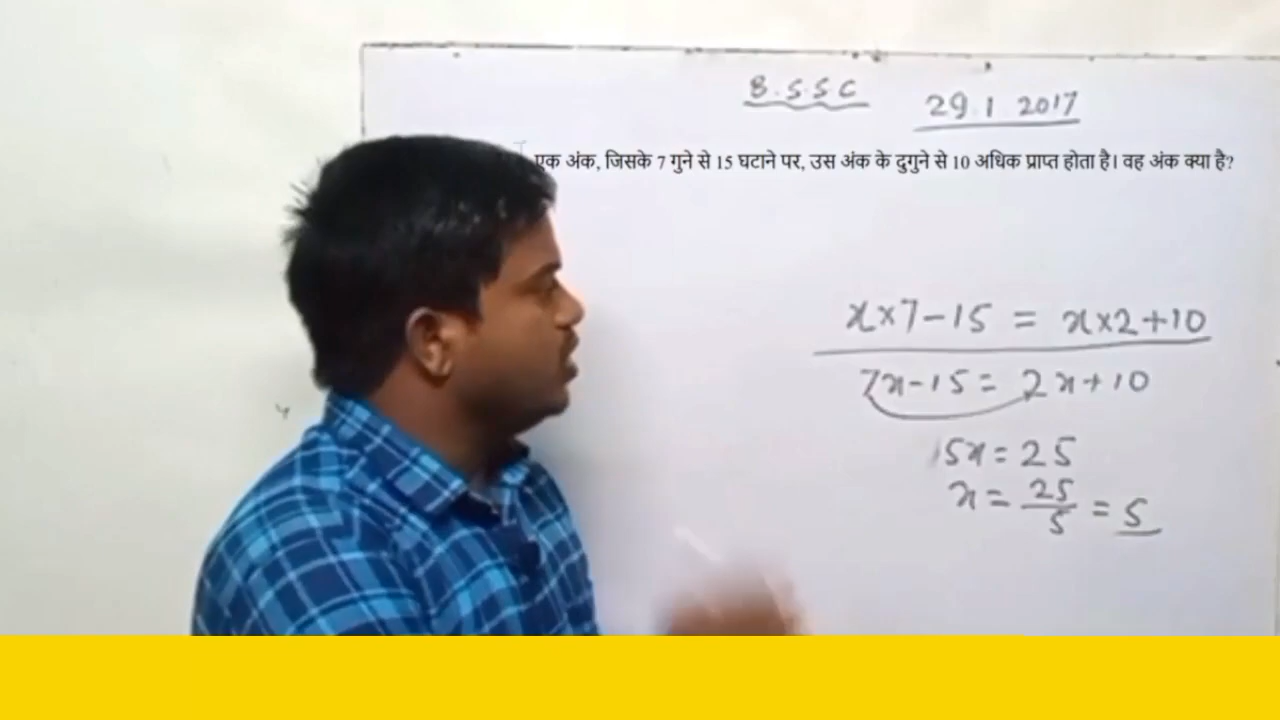 B.S.S.C 29.1 2017
एक अंक, जिसके 7 गुने से 15 घटाने पर, उस अंक के दुगुने से 10 अधिक प्राप्त होता है। वह अंक क्या है?
x×7-15 = x×2+10
7x-15 = 2x+10
5x = 25
x = 25/5 = 5